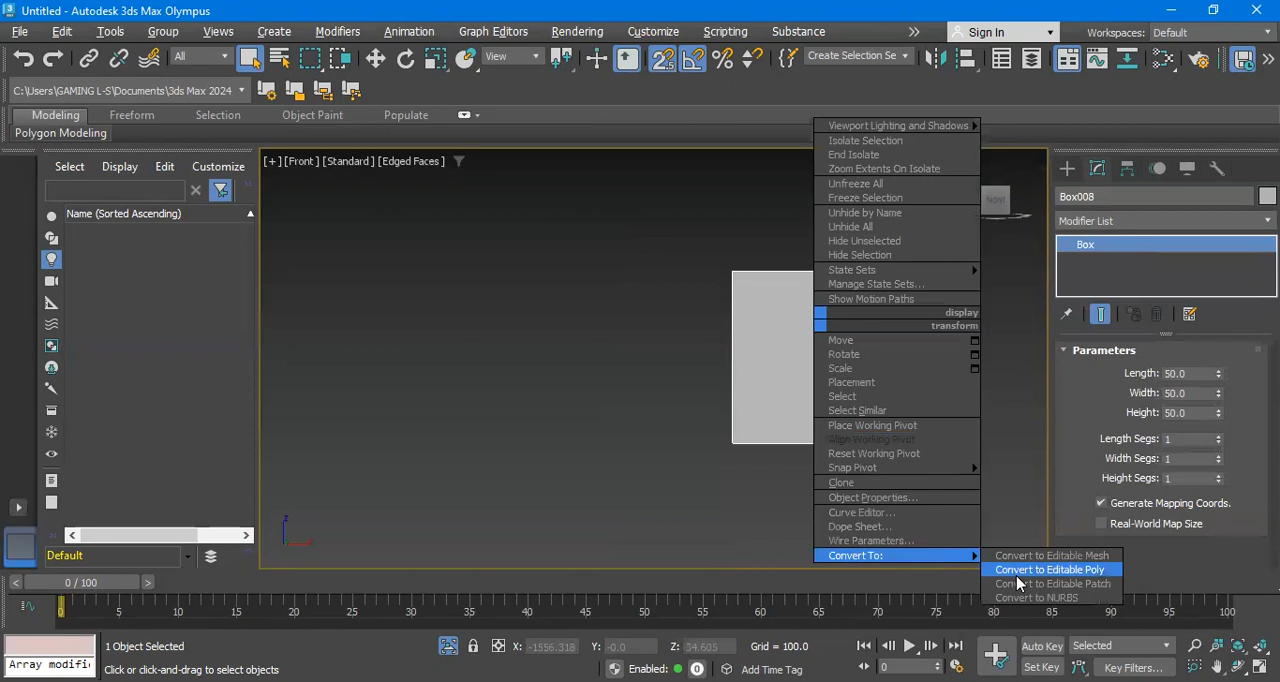 Untitled - Autodesk 3ds Max Olympus
File Edit Tools Group Views Create Modifiers Animation Graph Editors Rendering Customize Scripting Substance Sign In Workspaces: Default
All View Create Selection Se
C:\Users\GAMING L-S\Documents\3ds Max 2024
Modeling Freeform Selection Object Paint Populate
Polygon Modeling
Select Display Edit Customize
Name (Sorted Ascending)
[+] [Front] [Standard] [Edged Faces]
Viewport Lighting and Shadows
Isolate Selection
End Isolate
Zoom Extents On Isolate
Unfreeze All
Freeze Selection
Unhide by Name
Unhide All
Hide Unselected
Hide Selection
State Sets
Manage State Sets...
Show Motion Paths
display
transform
Move
Rotate
Scale
Placement
Select
Select Similar
Place Working Pivot
Align Working Pivot
Reset Working Pivot
Snap Pivot
Clone
Object Properties...
Curve Editor...
Dope Sheet...
Wire Parameters...
Convert To:
Convert to Editable Mesh
Convert to Editable Poly
Convert to Editable Patch
Convert to NURBS
Box008
Modifier List
Box
Parameters
Length: 50.0
Width: 50.0
Height: 50.0
Length Segs: 1
Width Segs: 1
Height Segs: 1
Generate Mapping Coords.
Real-World Map Size
z
Default
< 0 / 100 >
0 5 10 15 20 25 30 35 40 45 50 55 60 65 70 75 80 85 90 95 100
1 Object Selected X: -1556.318 Y: -0.0 Z: 34.605 Grid = 100.0 Auto Key Selected
Array modifi
Click or click-and-drag to select objects Enabled: 0 Add Time Tag 0 Set Key Key Filters...